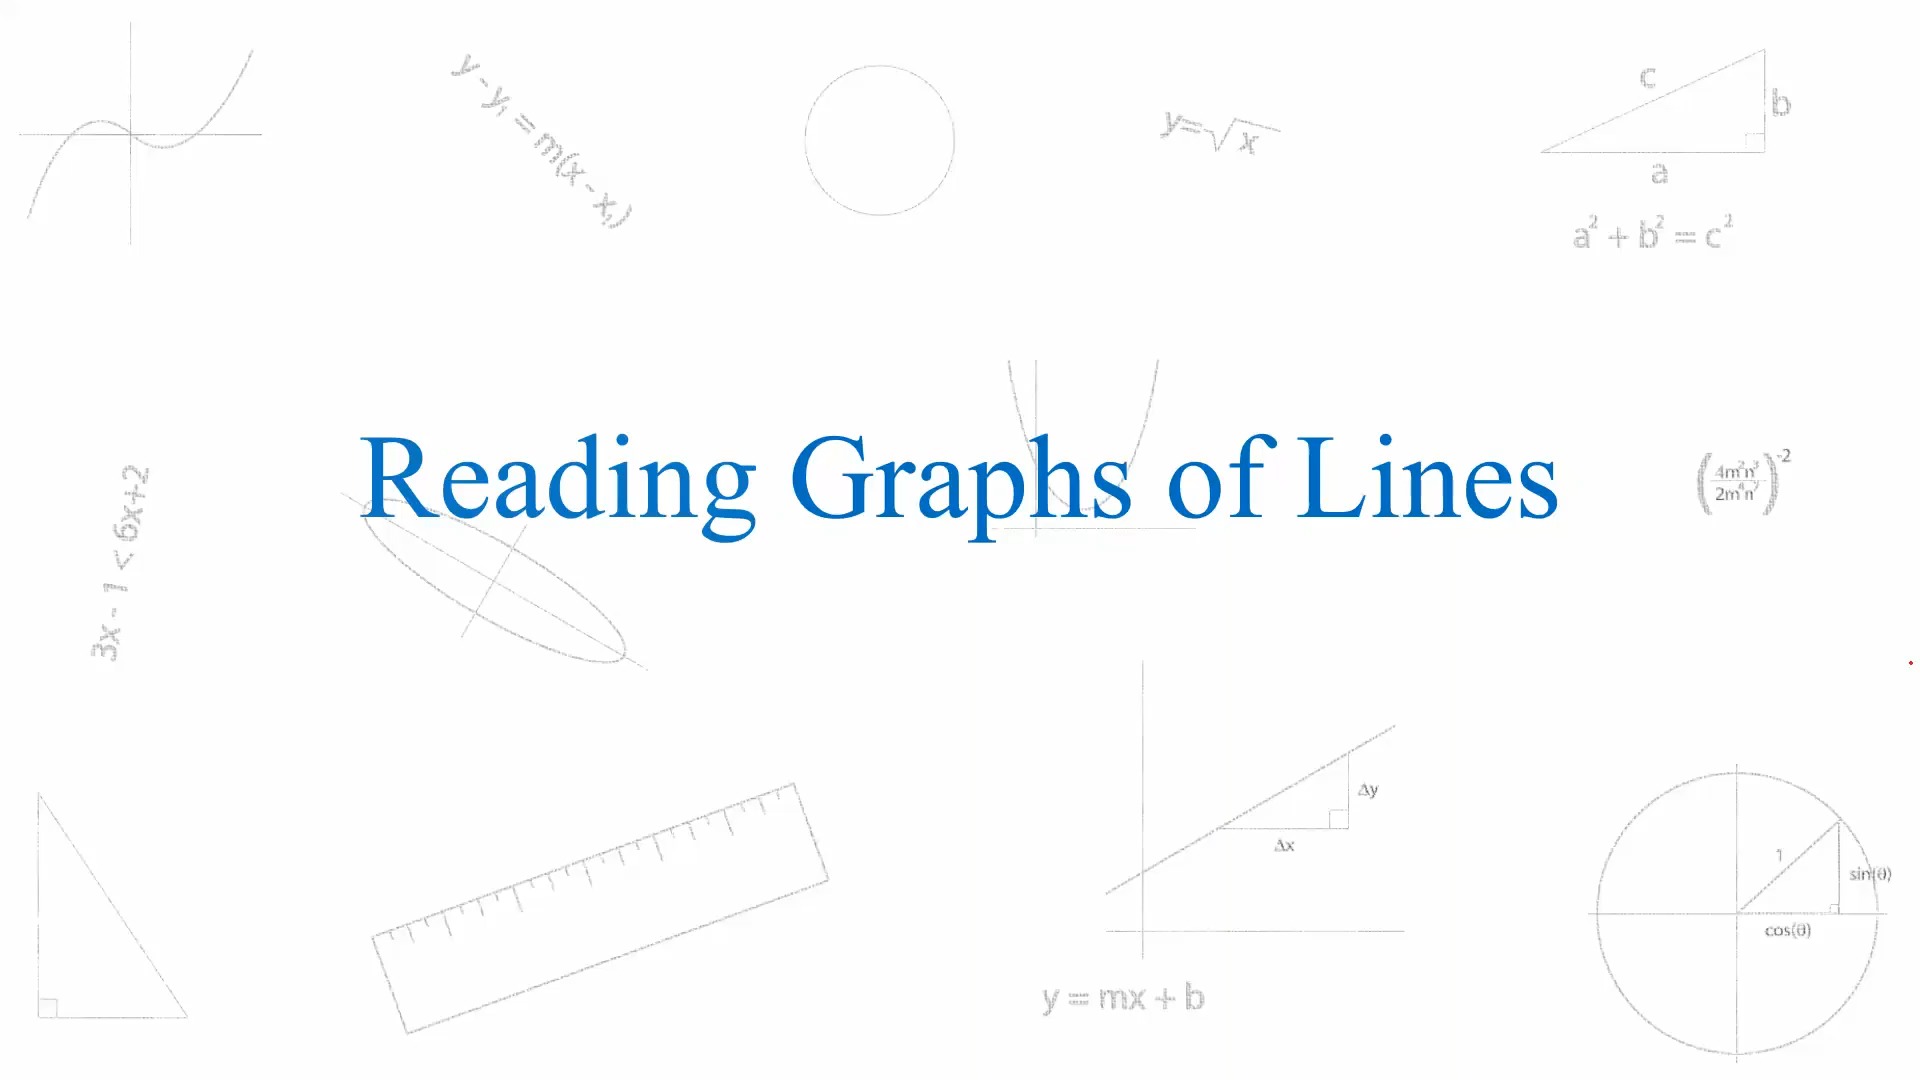 y - y₁ = m(x - x₁)
y=√x
c
b
a
a² + b² = c²
Reading Graphs of Lines
3x - 1 < 6x+2
Δy
Δx
y = mx + b
1
sin(θ)
cos(θ)